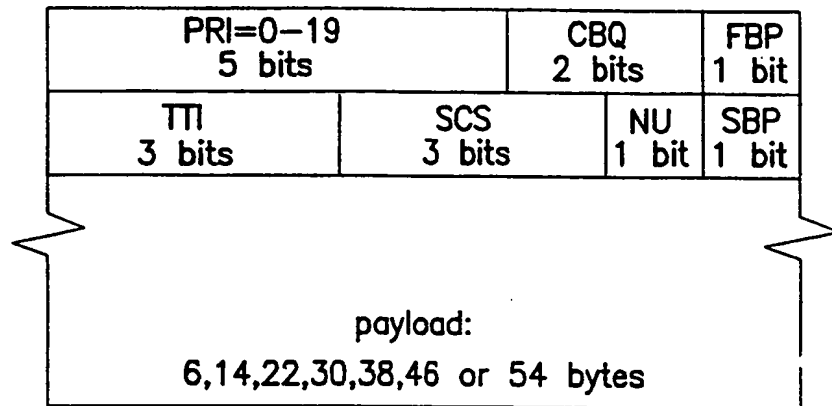 PRI=0-19 CBQ FBP
5 bits 2 bits 1 bit
TTI SCS NU SBP
3 bits 3 bits 1 bit 1 bit
payload:
6,14,22,30,38,46 or 54 bytes